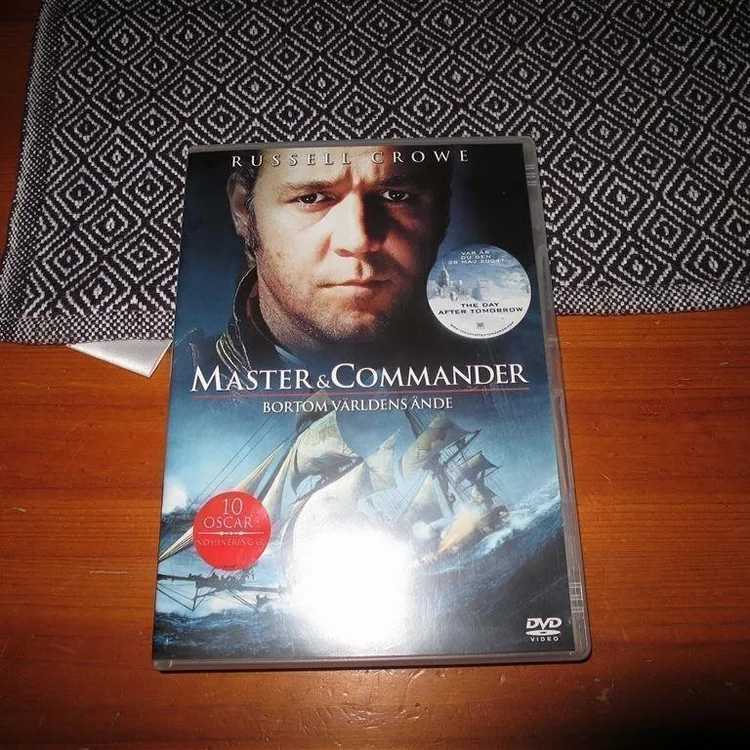 RUSSELL CROWE
VAR ÄR
DU DEN
28 MAJ 2004?
THE DAY
AFTER TOMORROW
MASTER & COMMANDER
BORTOM VÄRLDENS ÄNDE
10
OSCAR
NOMINERINGAR
DVD
VIDEO